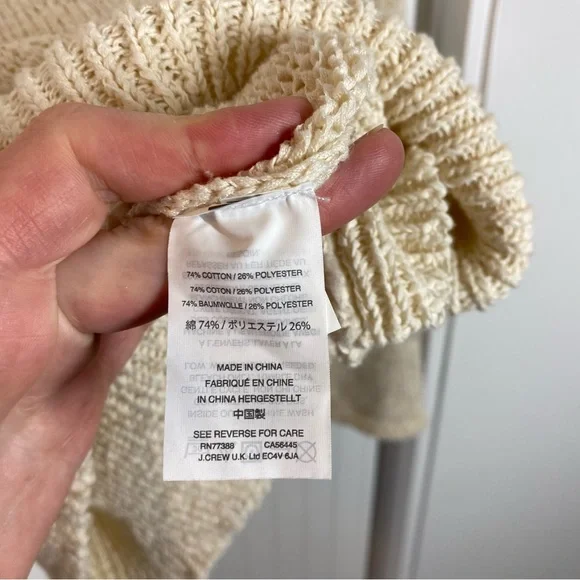 74% COTTON / 26% POLYESTER
74% COTON / 26% POLYESTER
74% BAUMWOLLE / 26% POLYESTER
綿 74% / ポリエステル 26%
MADE IN CHINA
FABRIQUÉ EN CHINE
IN CHINA HERGESTELLT
中国製
SEE REVERSE FOR CARE
RN77388 CA56445
J.CREW U.K. Ltd EC4V 6JA